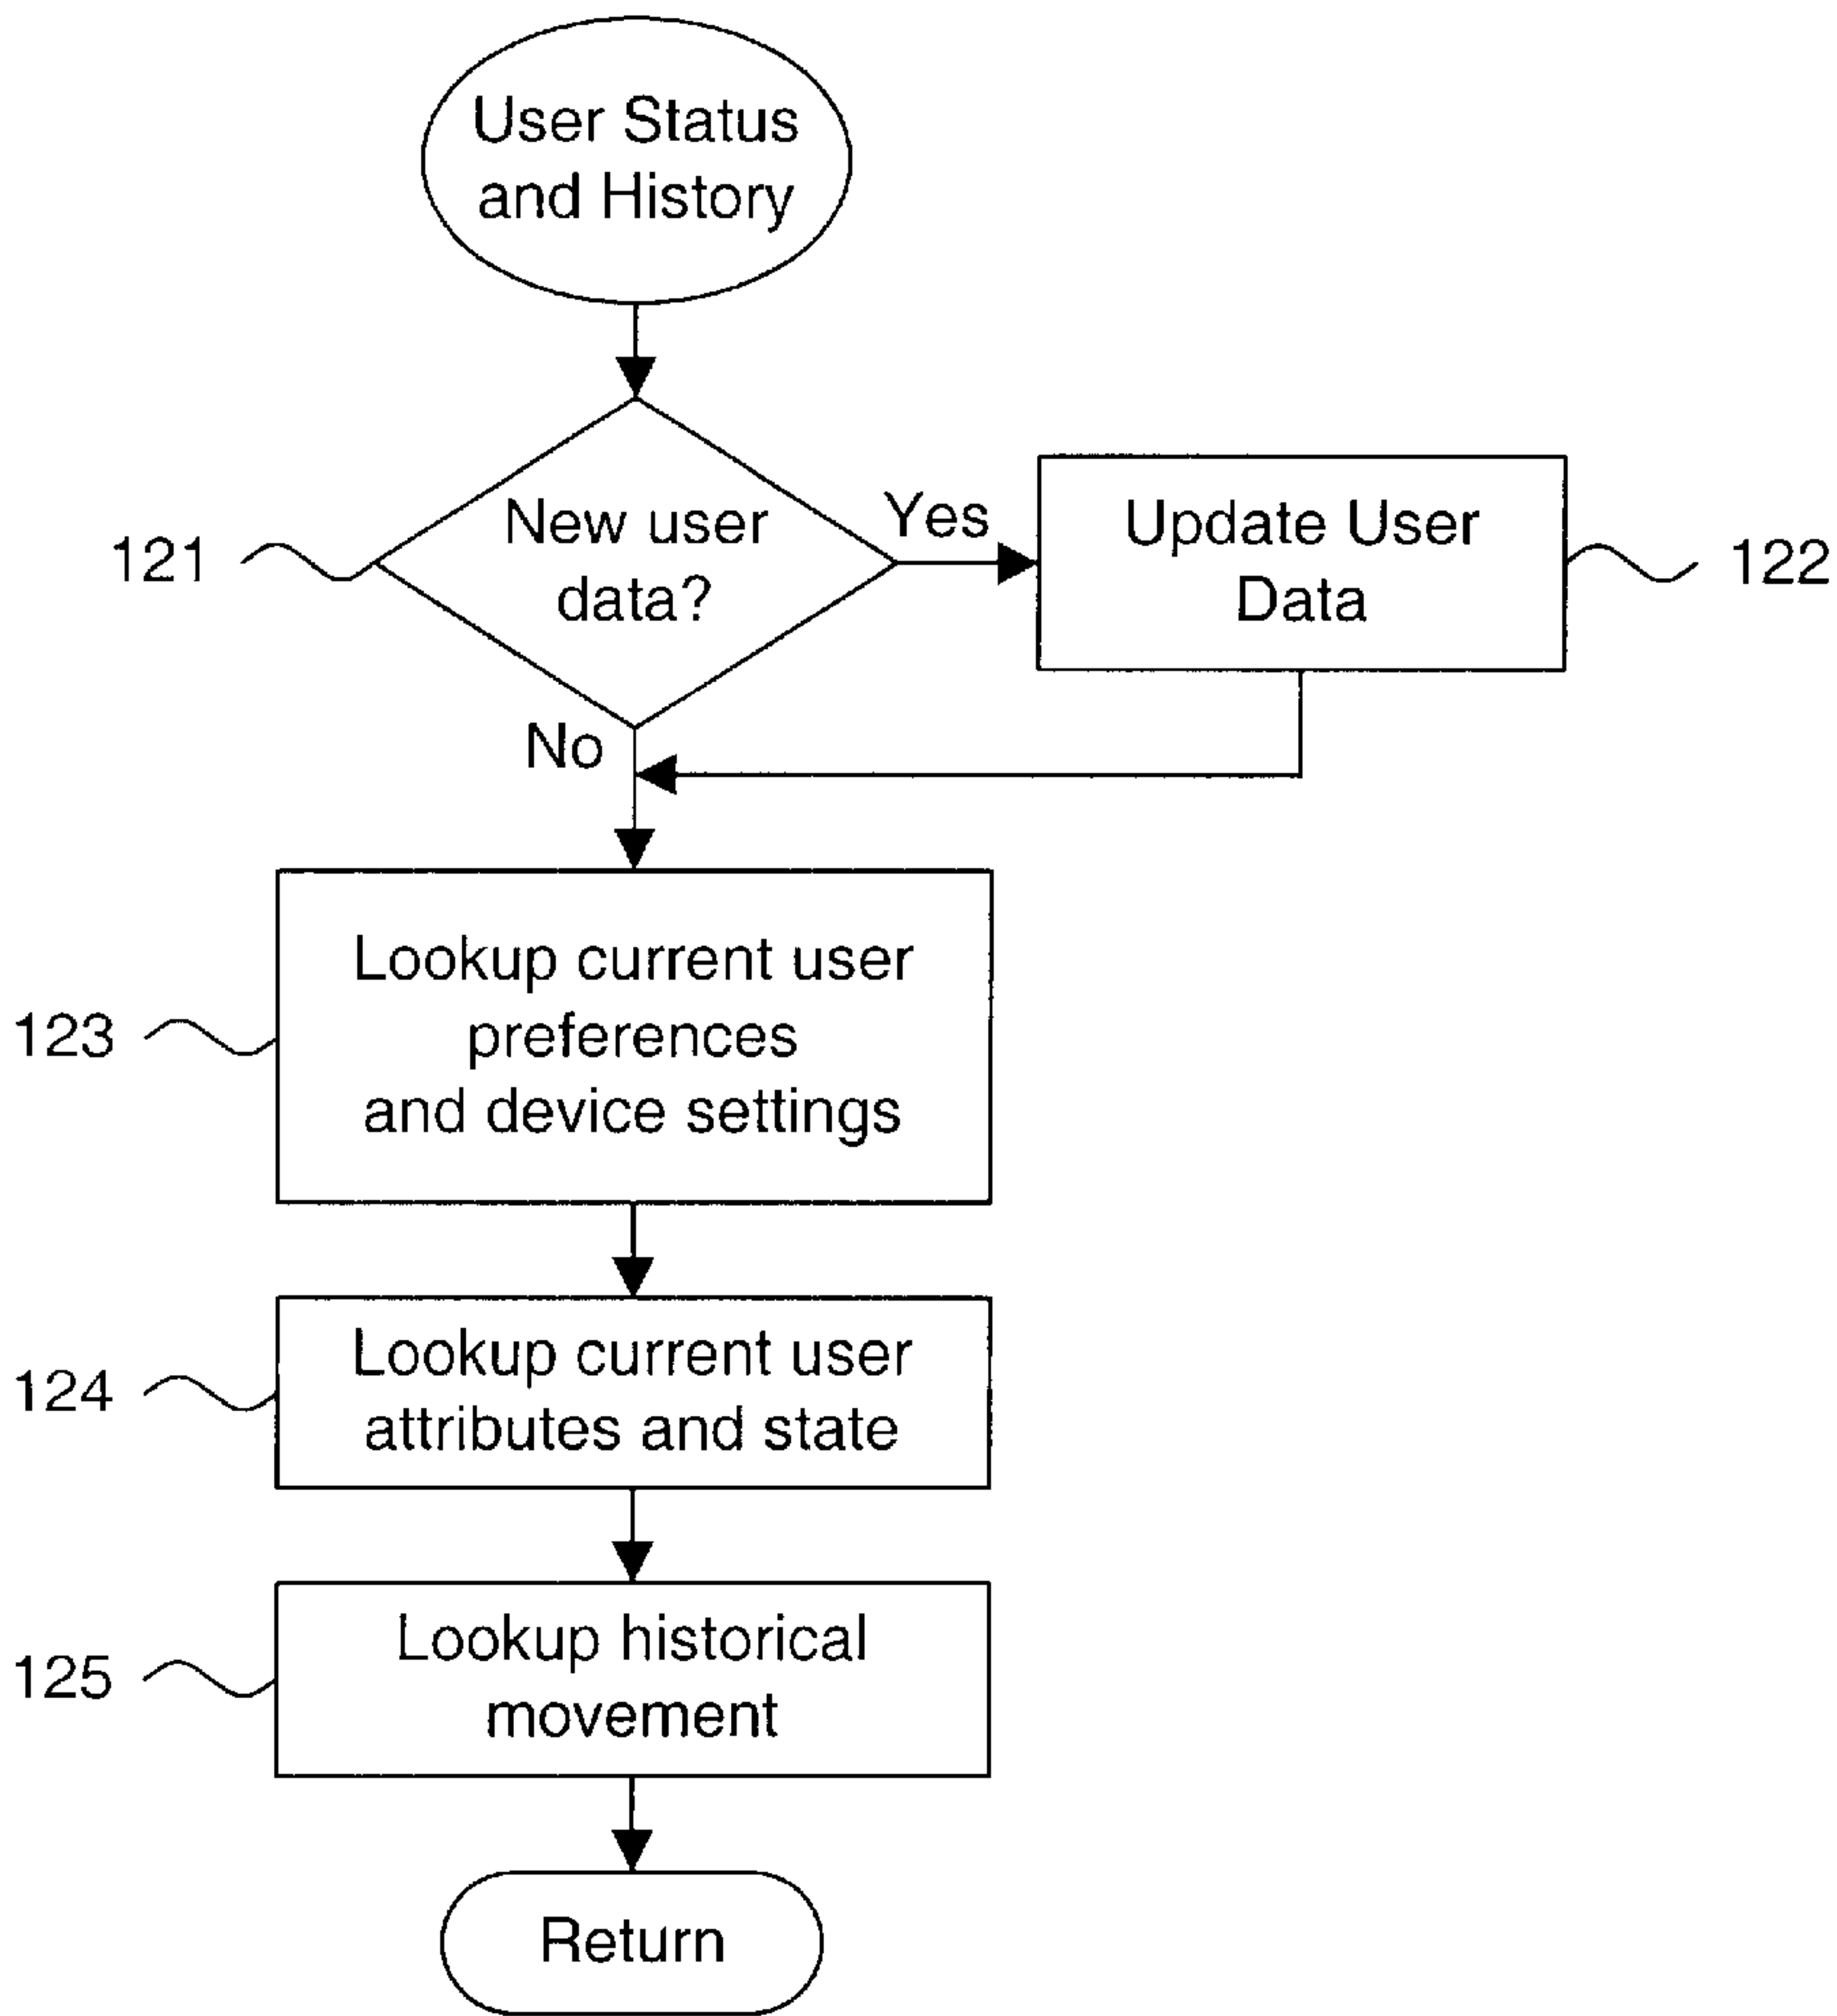 User Status
and History
121
New user
data?
Yes
Update User
Data
122
No
123
Lookup current user
preferences
and device settings
124
Lookup current user
attributes and state
125
Lookup historical
movement
Return